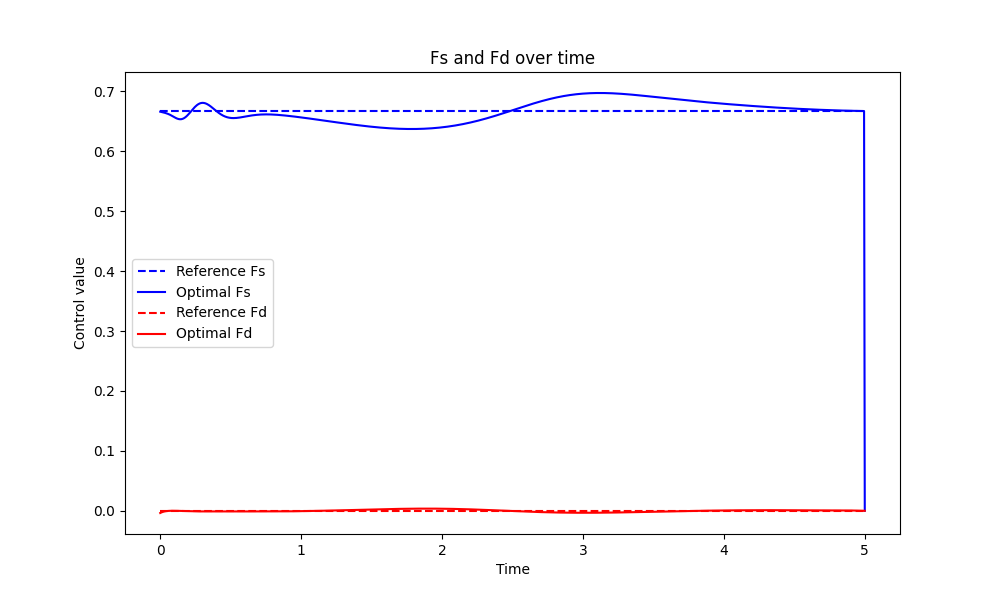 Fs and Fd over time
0.7
0.6
0.5
0.4
0.3
0.2
0.1
0.0
Control value
Reference Fs
Optimal Fs
Reference Fd
Optimal Fd
0 1 2 3 4 5
Time